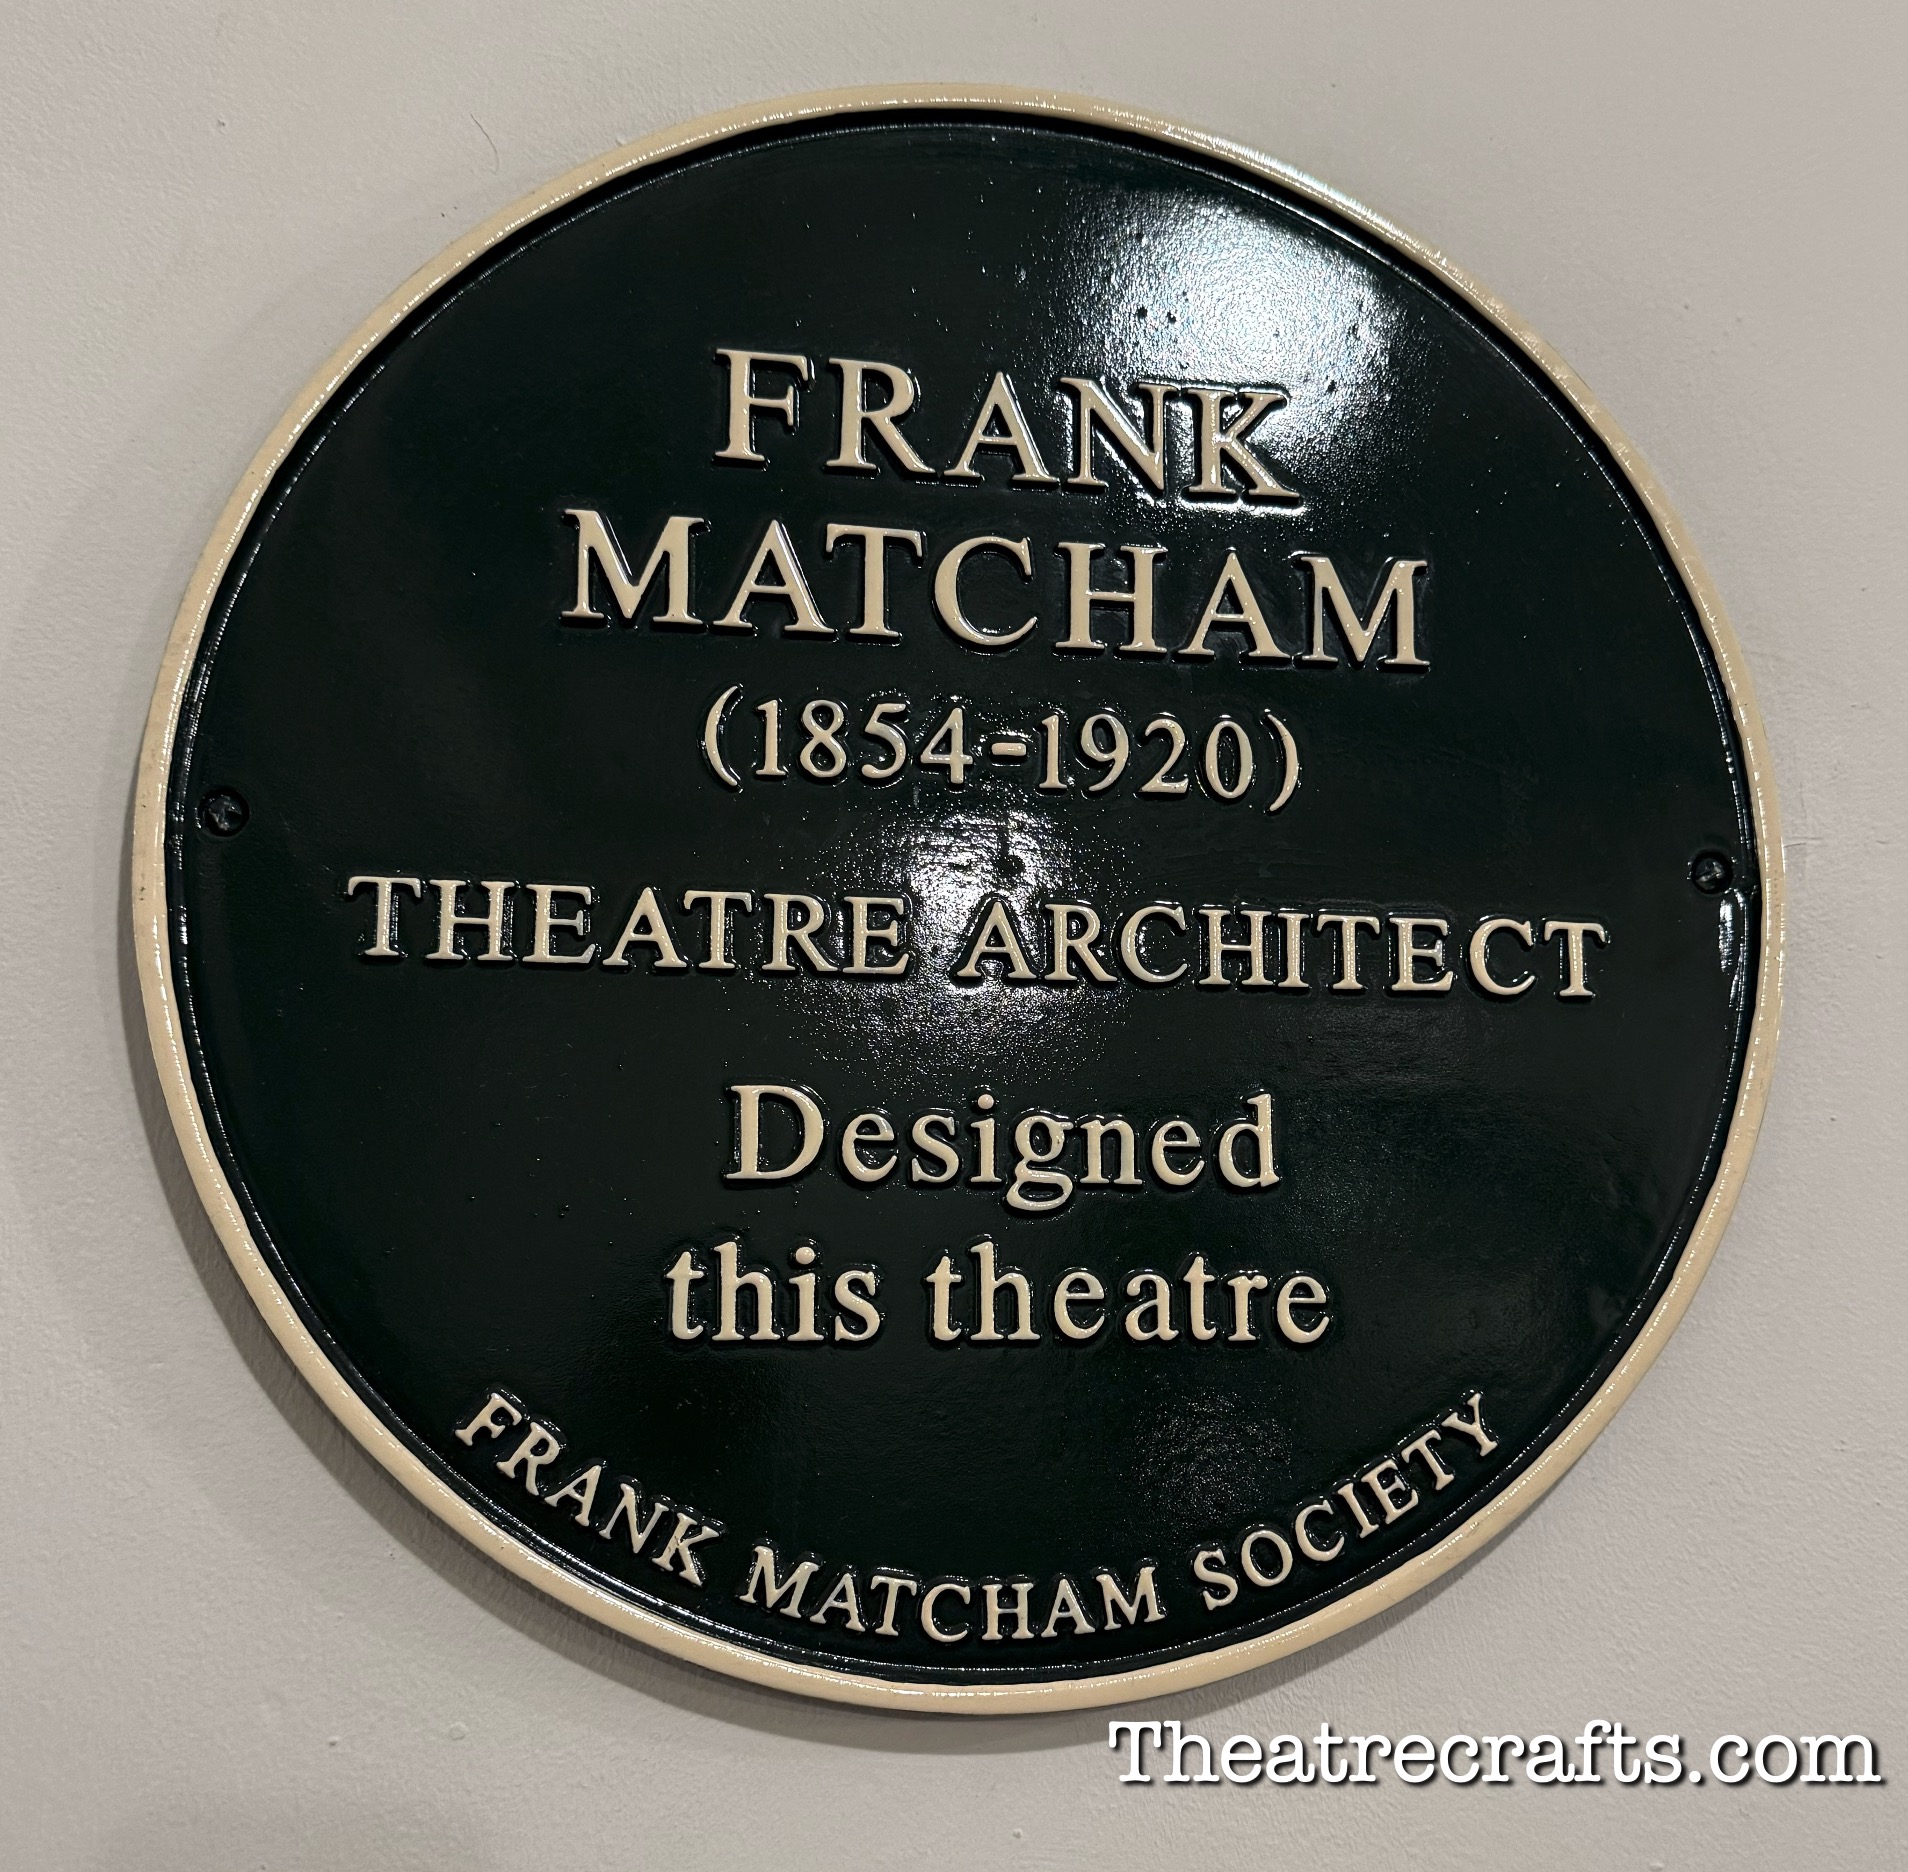 FRANK
MATCHAM
(1854-1920)
THEATRE ARCHITECT
Designed
this theatre
FRANK MATCHAM SOCIETY
Theatrecrafts.com